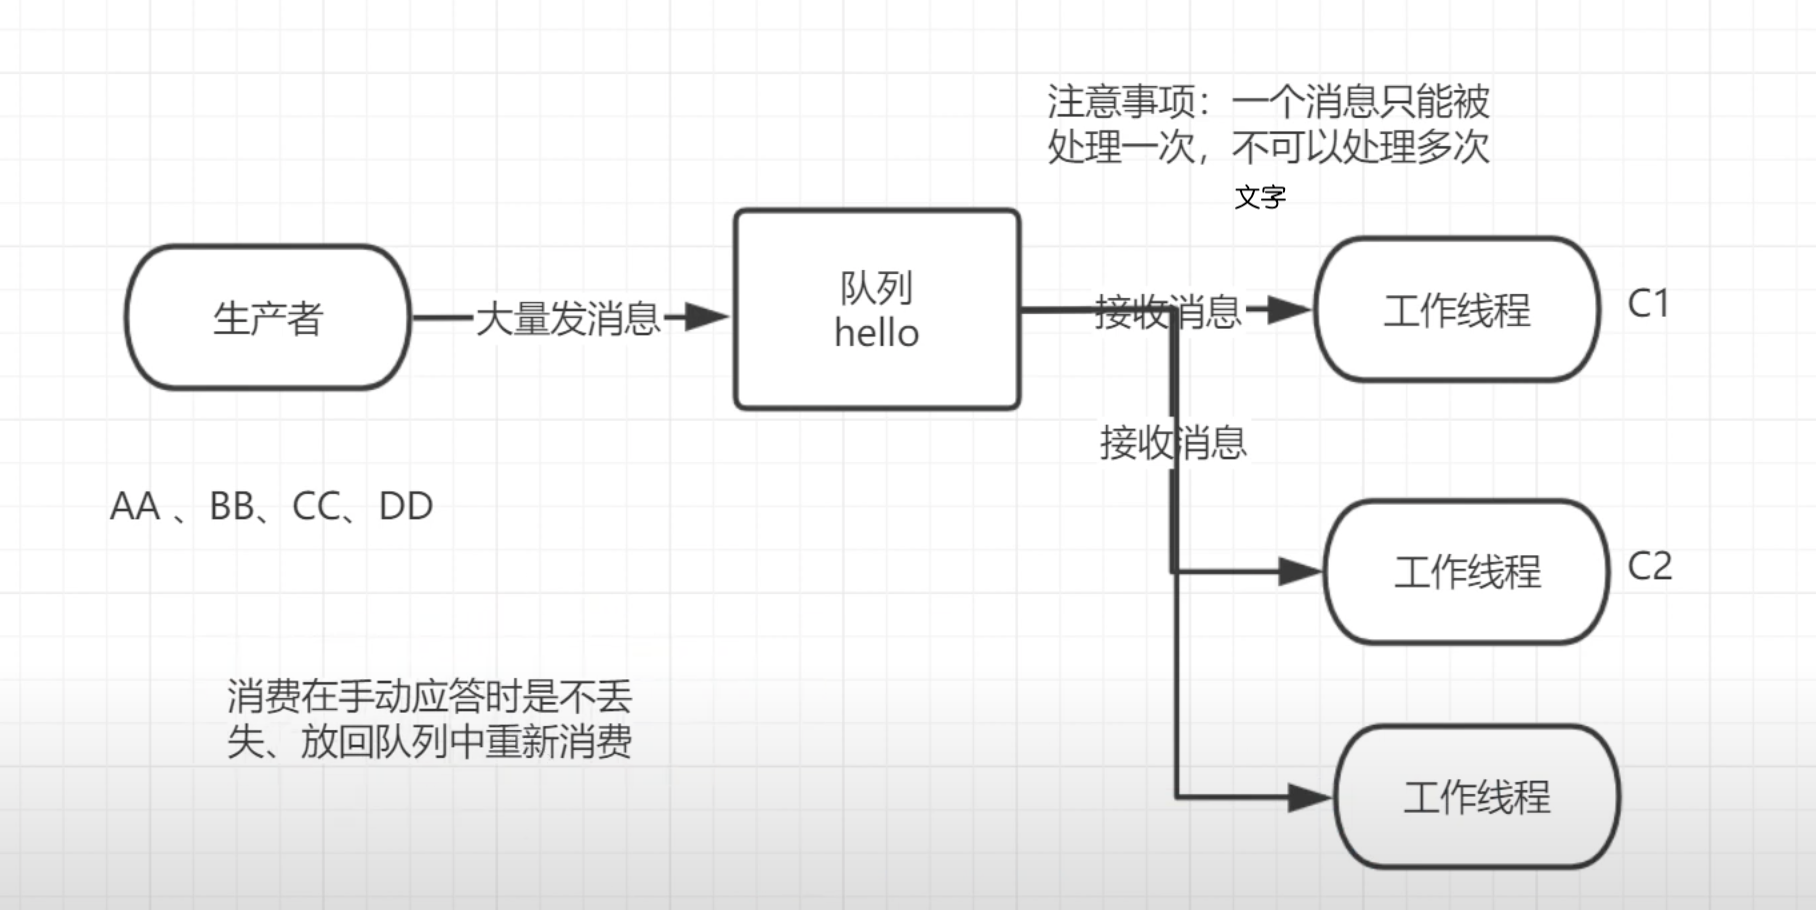 注意事项：一个消息只能被
处理一次，不可以处理多次
文字
生产者
大量发消息
队列
hello
接收消息
工作线程
C1
接收消息
AA 、BB、CC、DD
工作线程
C2
消费在手动应答时是不丢
失、放回队列中重新消费
工作线程